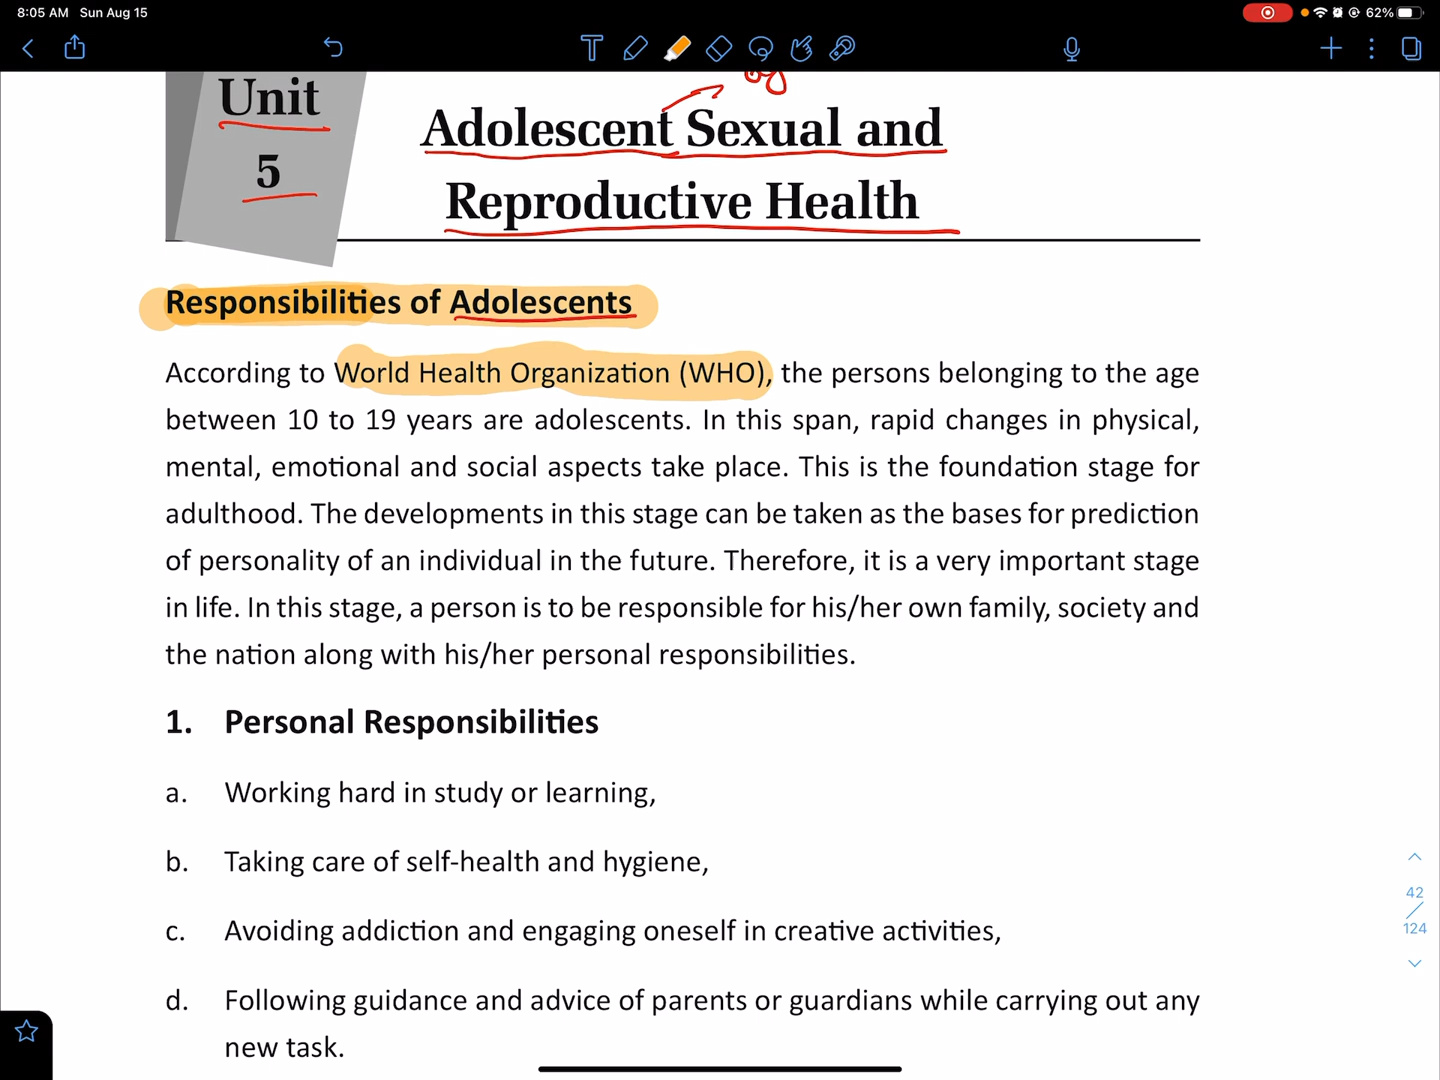 8:05 AM Sun Aug 15
62%
Unit
5
Adolescent Sexual and
Reproductive Health
Responsibilities of Adolescents
According to World Health Organization (WHO), the persons belonging to the age
between 10 to 19 years are adolescents. In this span, rapid changes in physical,
mental, emotional and social aspects take place. This is the foundation stage for
adulthood. The developments in this stage can be taken as the bases for prediction
of personality of an individual in the future. Therefore, it is a very important stage
in life. In this stage, a person is to be responsible for his/her own family, society and
the nation along with his/her personal responsibilities.
1. Personal Responsibilities
a. Working hard in study or learning,
b. Taking care of self-health and hygiene,
c. Avoiding addiction and engaging oneself in creative activities,
d. Following guidance and advice of parents or guardians while carrying out any
new task.
42
/
124